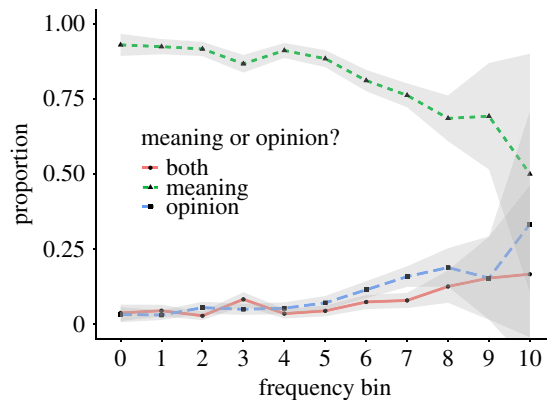 1.00
0.75
0.50
0.25
0
proportion
meaning or opinion?
both
meaning
opinion
0 1 2 3 4 5 6 7 8 9 10
frequency bin